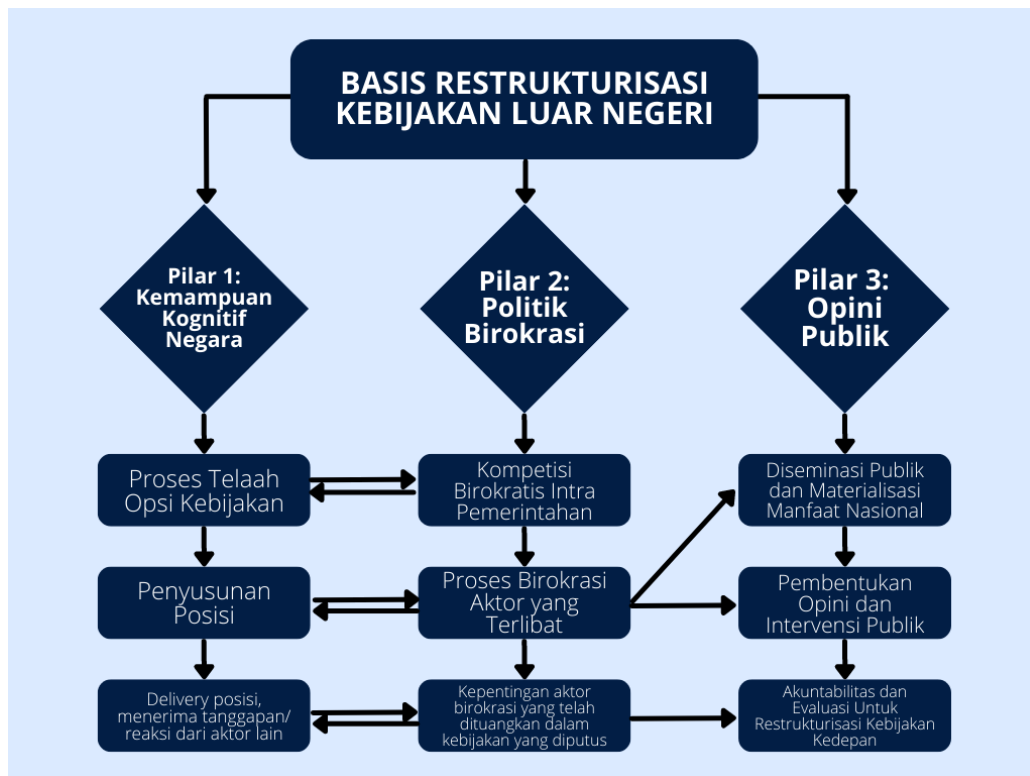 BASIS RESTRUKTURISASI
KEBIJAKAN LUAR NEGERI
Pilar 1:
Kemampuan
Kognitif
Negara
Pilar 2:
Politik
Birokrasi
Pilar 3:
Opini
Publik
Proses Telaah
Opsi Kebijakan
Kompetisi
Birokratis Intra
Pemerintahan
Diseminasi Publik
dan Materialisasi
Manfaat Nasional
Penyusunan
Posisi
Proses Birokrasi
Aktor yang
Terlibat
Pembentukan
Opini dan
Intervensi Publik
Delivery posisi,
menerima tanggapan/
reaksi dari aktor lain
Kepentingan aktor
birokrasi yang telah
dituangkan dalam
kebijakan yang diputus
Akuntabilitas dan
Evaluasi Untuk
Restrukturisasi Kebijakan
Kedepan